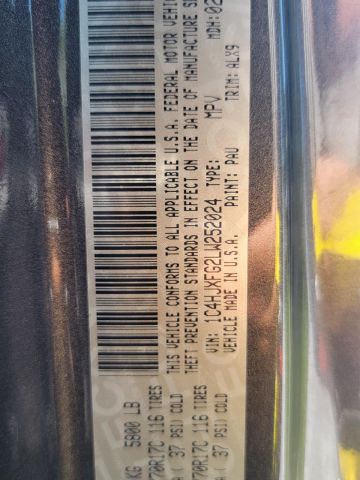 KG 5800 LB
70R17C 116 TIRES
A ( 37 PSI) COLD
70R17C 116 TIRES
A ( 37 PSI) COLD
THIS VEHICLE CONFORMS TO ALL APPLICABLE U.S.A. FEDERAL MOTOR VEHIC
THEFT PREVENTION STANDARDS IN EFFECT ON THE DATE OF MANUFACTURE S
VIN: 1C4HJXFG2LW252024 TYPE: MPV MDH: 02
VEHICLE MADE IN U.S.A. PAINT: PAU TRIM: ALX9